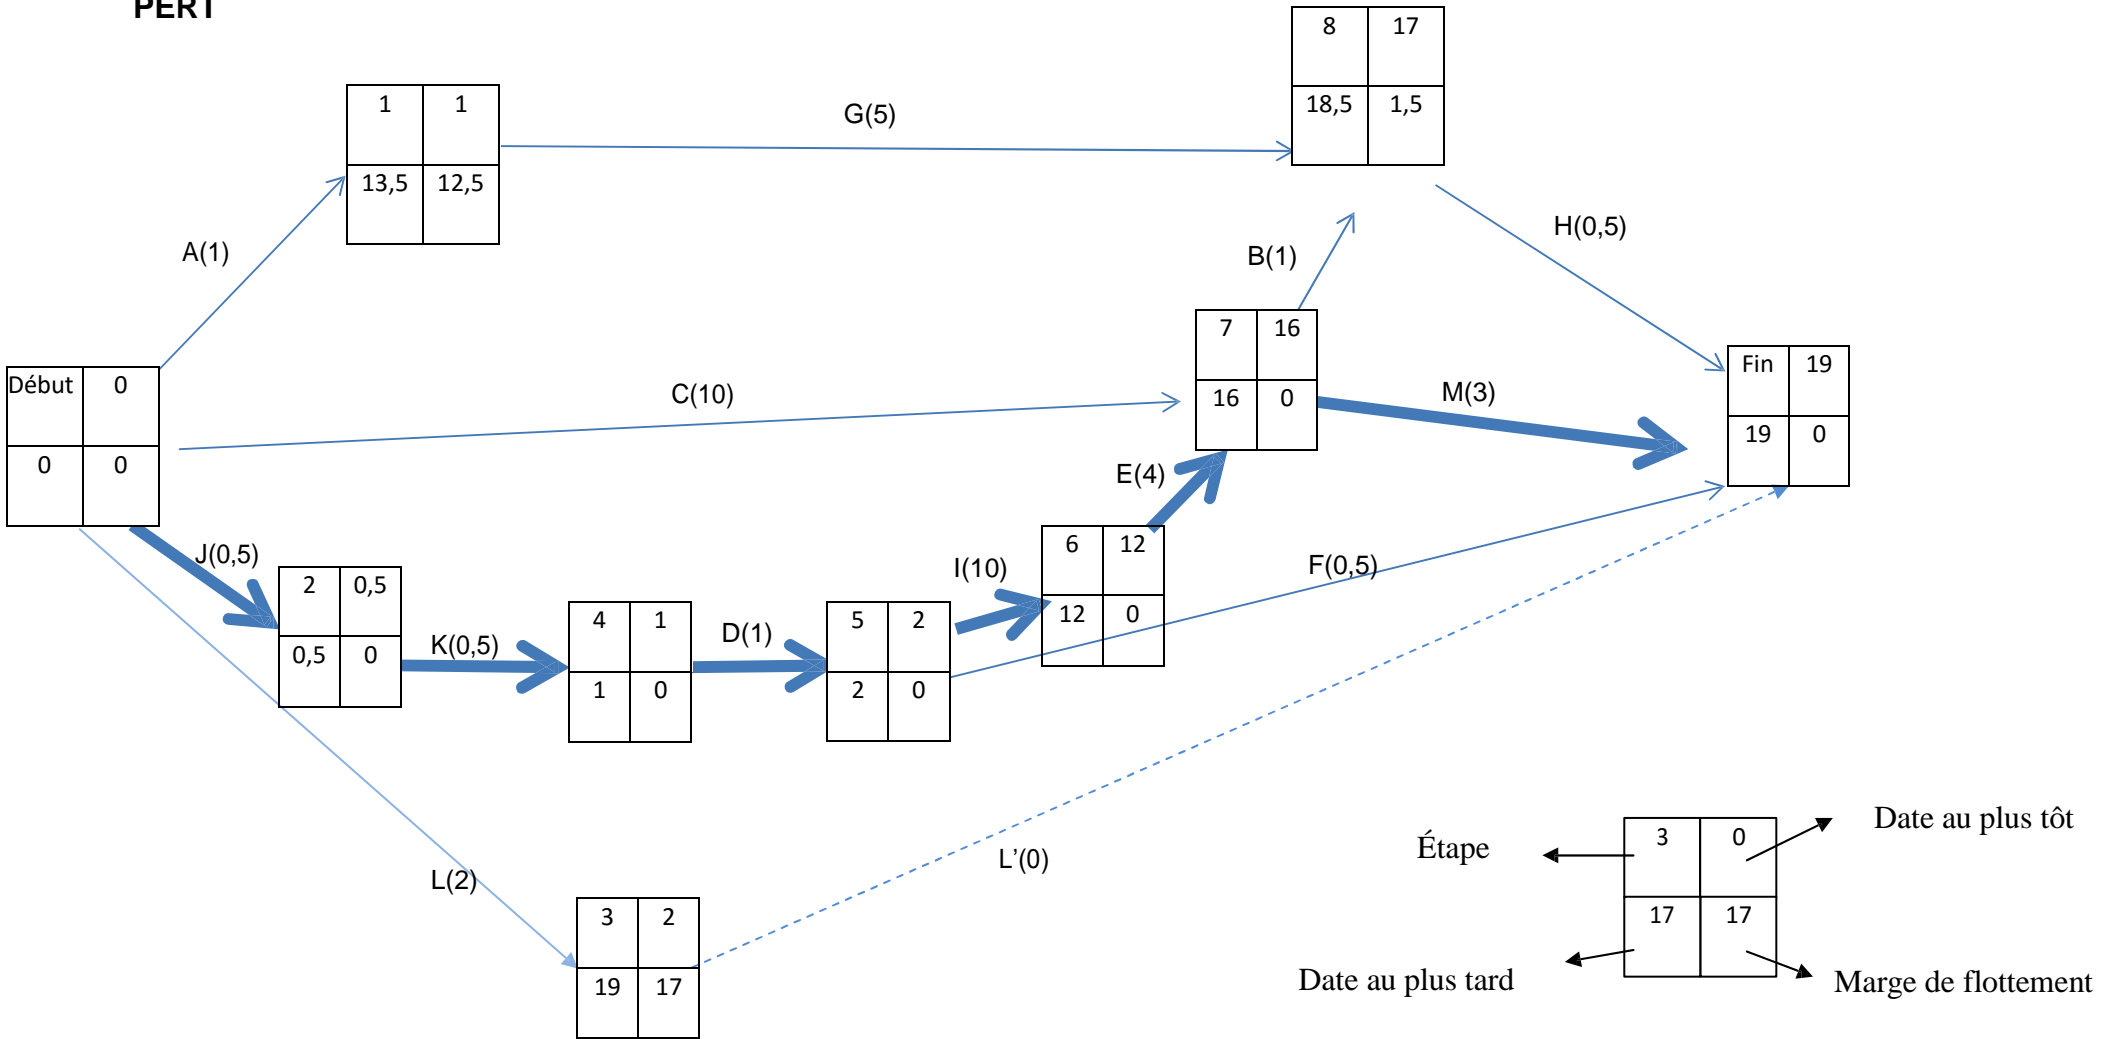 PERT
8 17
18,5 1,5
1 1
13,5 12,5
G(5)
A(1)
H(0,5)
B(1)
7 16
16 0
Début 0
0 0
C(10)
M(3)
Fin 19
19 0
E(4)
J(0,5)
2 0,5
0,5 0
K(0,5)
4 1
1 0
D(1)
5 2
2 0
I(10)
6 12
12 0
F(0,5)
L(2)
L’(0)
3 2
19 17
Étape
3 0
17 17
Date au plus tôt
Date au plus tard
Marge de flottement